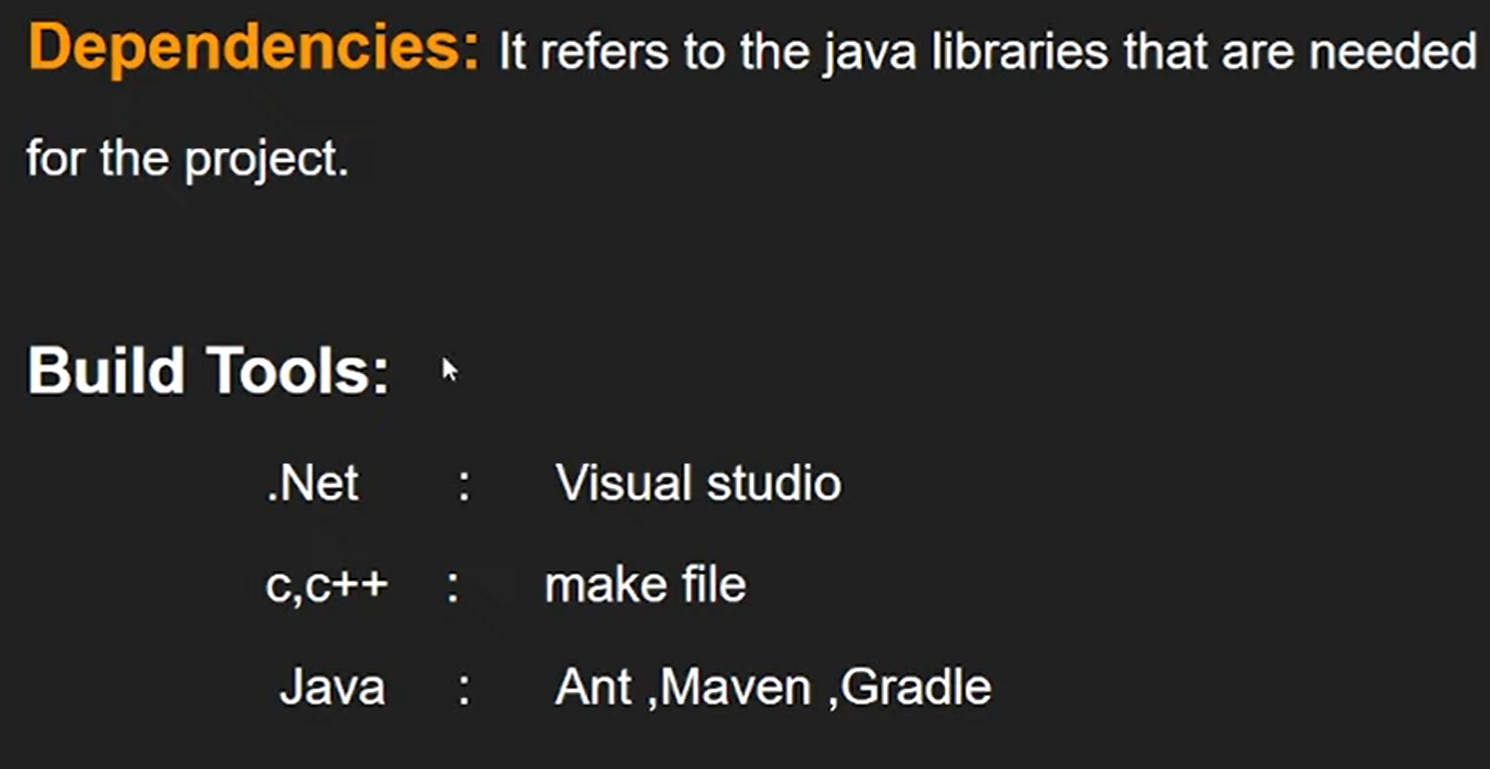 Dependencies: It refers to the java libraries that are needed
for the project.
Build Tools:
.Net : Visual studio
c,c++ : make file
Java : Ant ,Maven ,Gradle